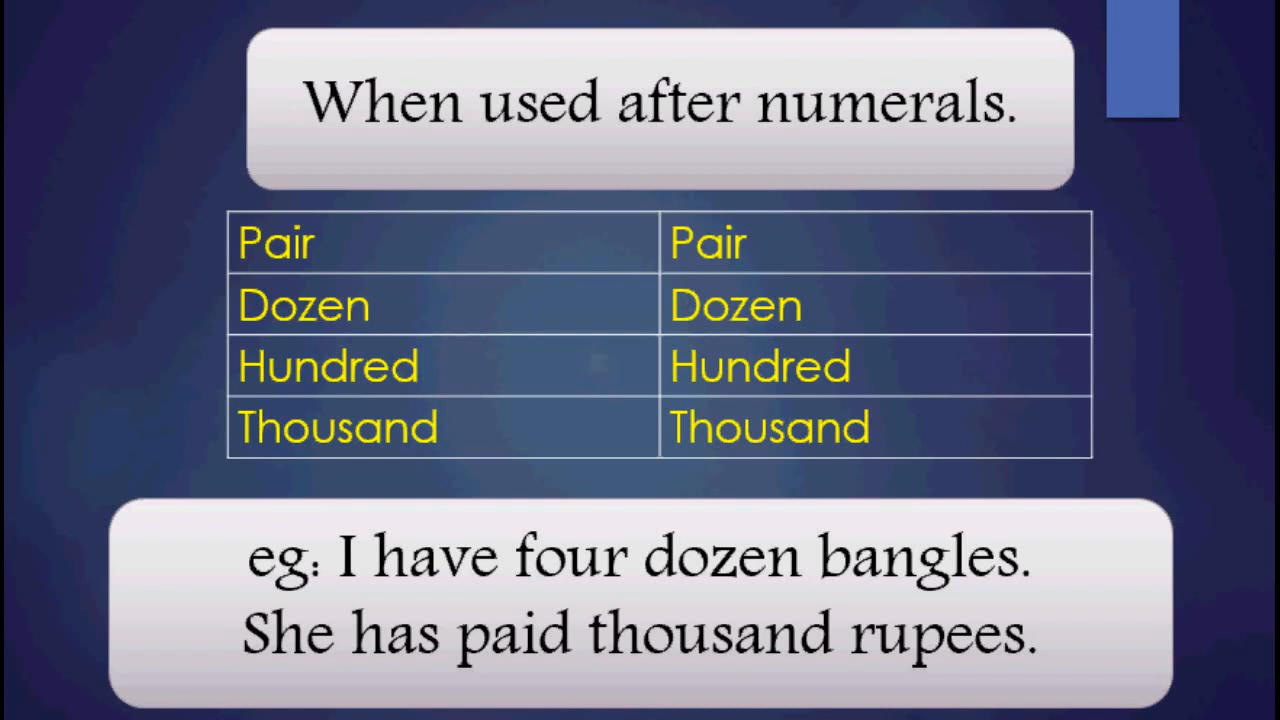 When used after numerals.
Pair Pair
Dozen Dozen
Hundred Hundred
Thousand Thousand
eg: I have four dozen bangles.
She has paid thousand rupees.